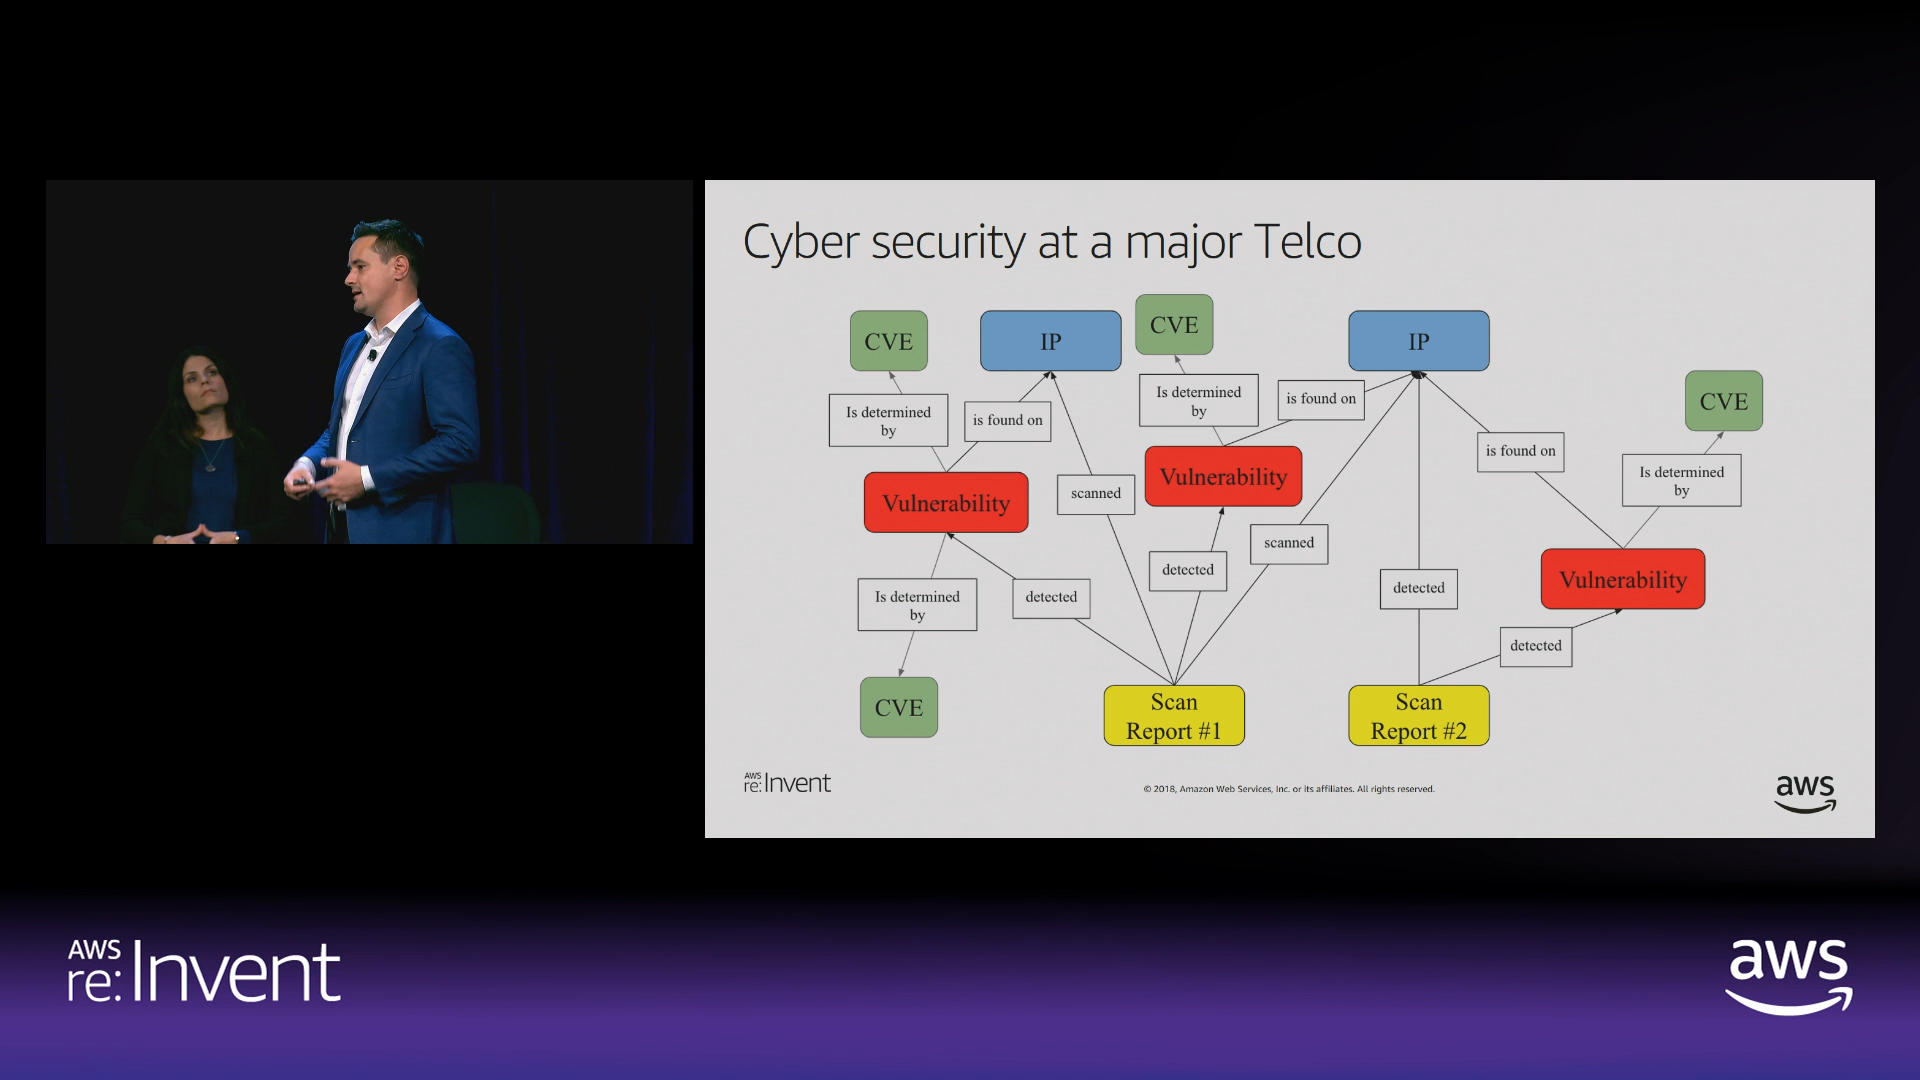 Cyber security at a major Telco
CVE
IP
CVE
IP
CVE
Is determined
by
is found on
Is determined
by
is found on
is found on
Is determined
by
Vulnerability
scanned
Vulnerability
scanned
Vulnerability
Is determined
by
detected
detected
detected
detected
CVE
Scan
Report #1
Scan
Report #2
AWS
re:Invent
© 2018, Amazon Web Services, Inc. or its affiliates. All rights reserved.
aws
AWS
re:Invent
aws